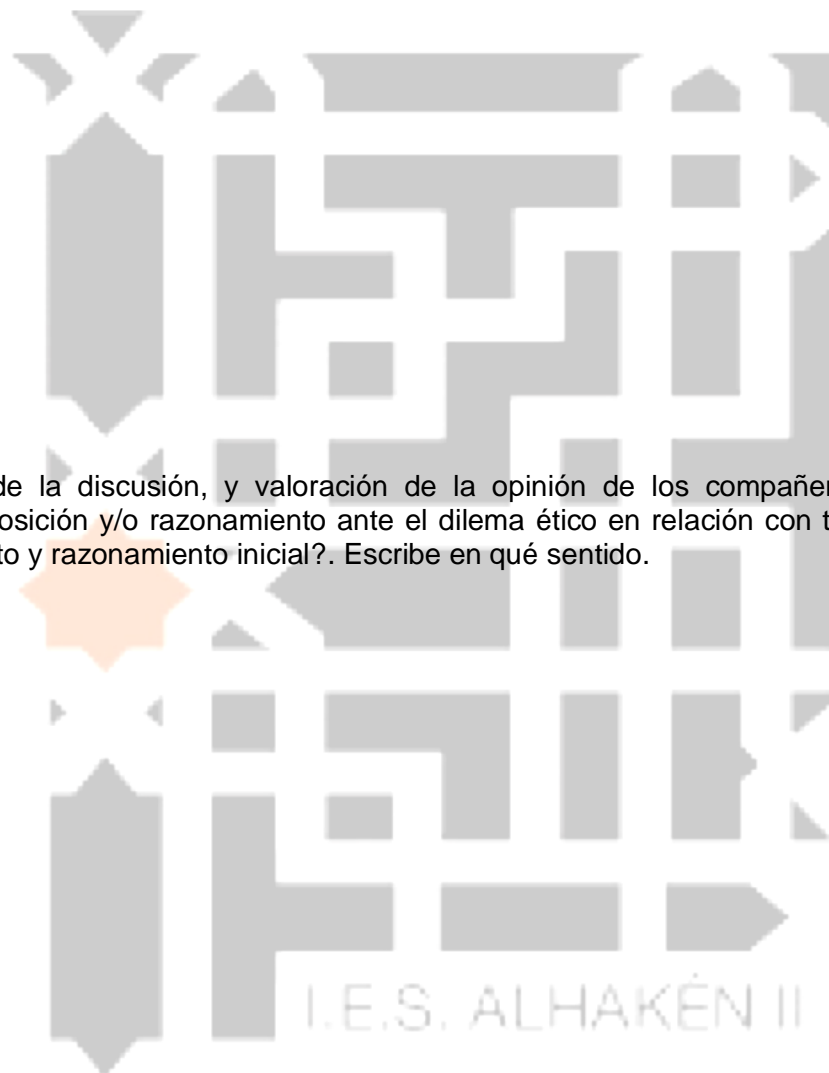 de la discusión, y valoración de la opinión de los compañer
osición y/o razonamiento ante el dilema ético en relación con t
to y razonamiento inicial?. Escribe en qué sentido.
I.E.S. ALHAKÉN II